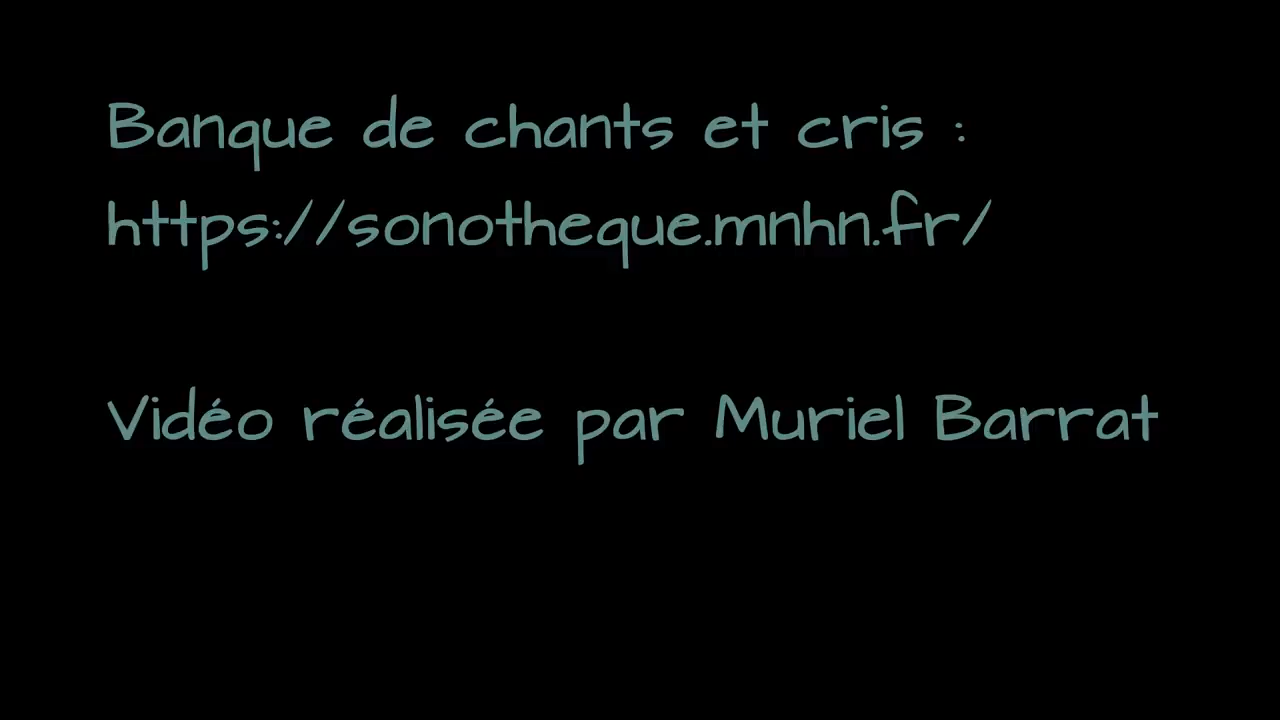 Banque de chants et cris :
https://sonotheque.mnhn.fr/
Vidéo réalisée par Muriel Barrat